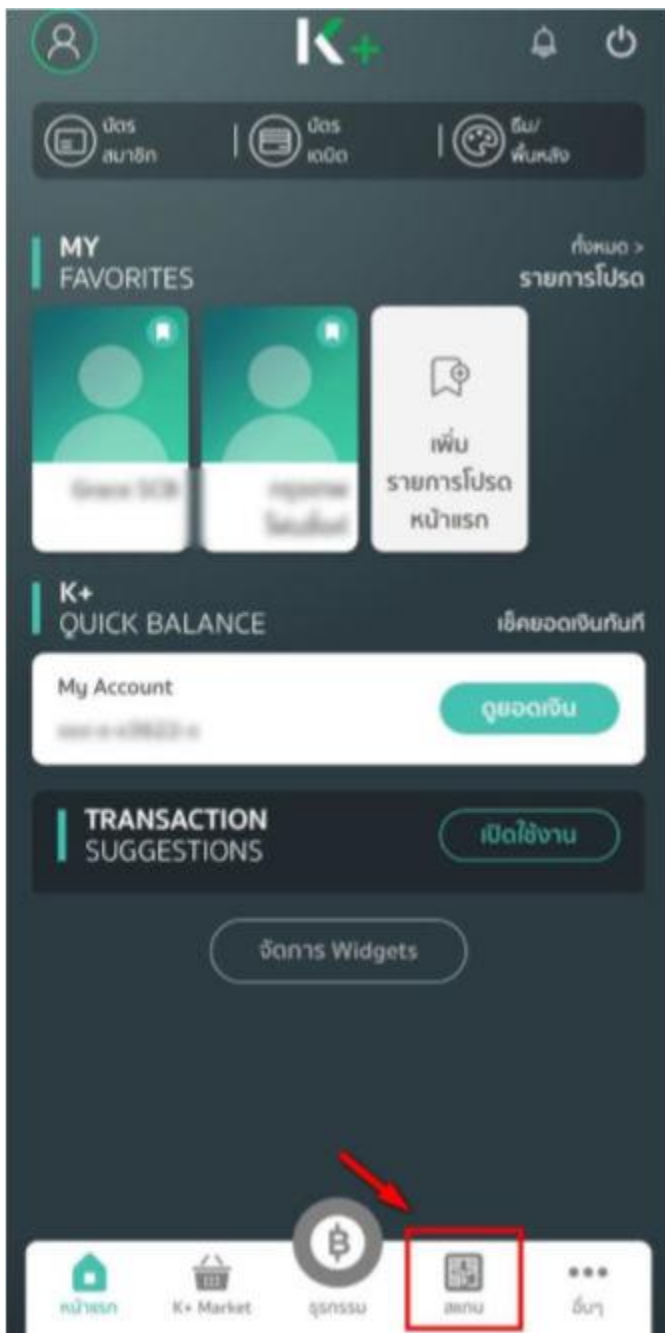 K+
บัตร
สมาชิก
บัตร
เดบิต
ธีม/
พื้นหลัง
MY
FAVORITES
ทั้งหมด >
รายการโปรด
Grace SCB
เพิ่ม
รายการโปรด
หน้าแรก
K+
QUICK BALANCE
เช็คยอดเงินทันที
My Account
ดูยอดเงิน
TRANSACTION
SUGGESTIONS
เปิดใช้งาน
จัดการ Widgets
หน้าแรก
K+ Market
ธุรกรรม
สแกน
อื่นๆ